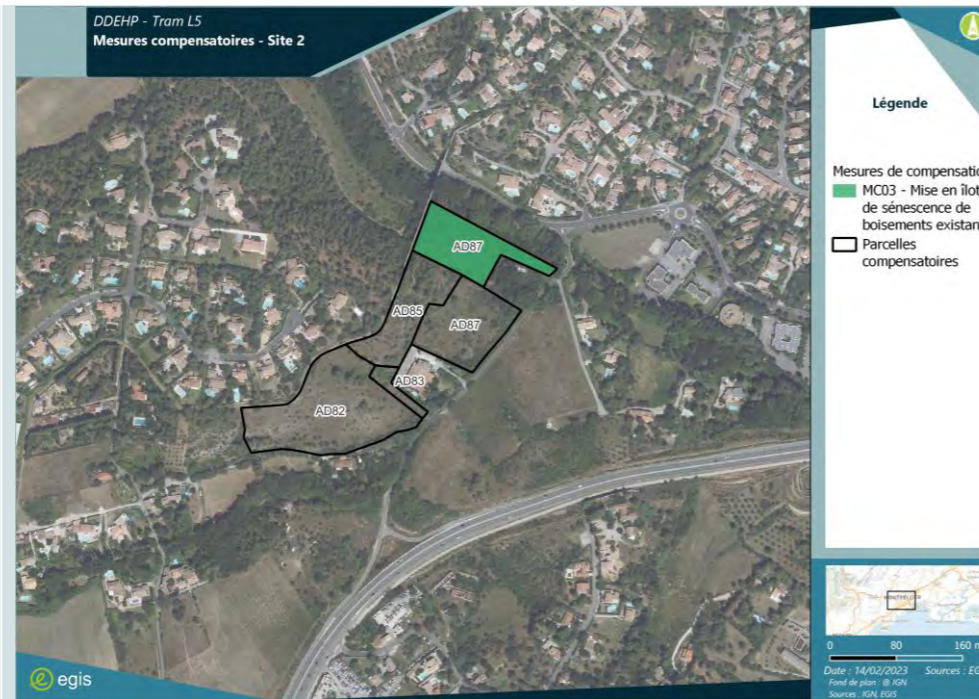 DDEHP - Tram L5
Mesures compensatoires - Site 2
Légende
Mesures de compensatio
MC03 - Mise en îlot
de sénescence de
boisements existan
Parcelles
compensatoires
AD87
AD85
AD87
AD83
AD82
0 80 160 m
Date : 14/02/2023 Sources : EG
Fond de plan : @ IGN
Sources : IGN, EGIS
egis